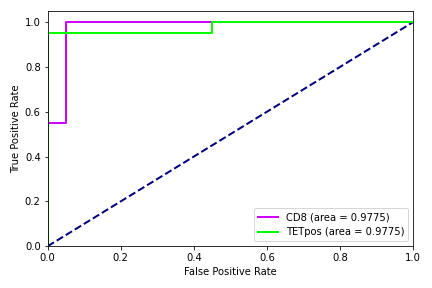 1.0
0.8
0.6
0.4
0.2
0.0
True Positive Rate
CD8 (area = 0.9775)
TETpos (area = 0.9775)
0.0 0.2 0.4 0.6 0.8 1.0
False Positive Rate